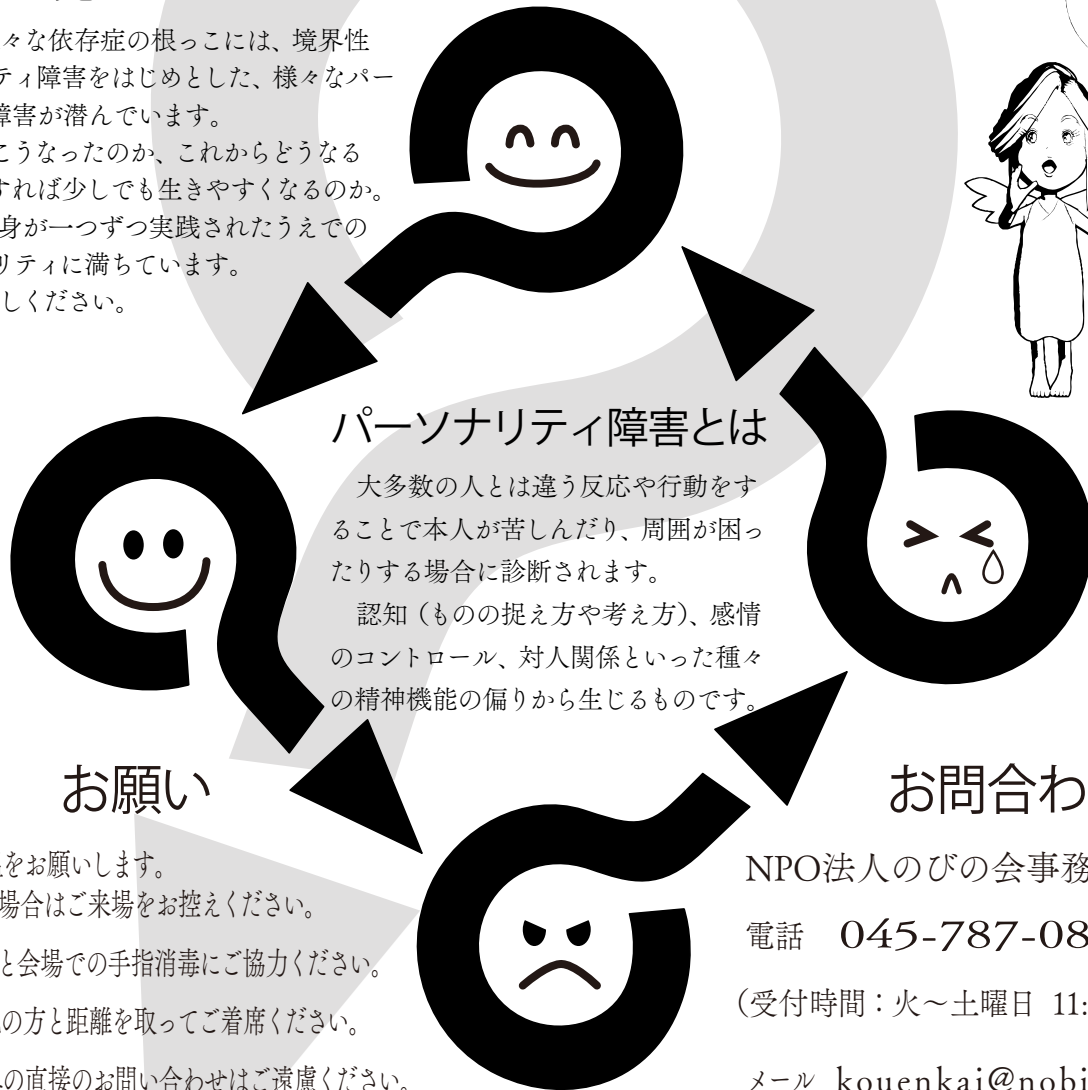 々な依存症の根っこには、境界性
ティ障害をはじめとした、様々なパー
障害が潜んでいます。
こうなったのか、これからどうなる
すれば少しでも生きやすくなるのか。
身が一つずつ実践されたうえでの
リティに満ちています。
しください。
パーソナリティ障害とは
大多数の人とは違う反応や行動をす
ることで本人が苦しんだり、周囲が困っ
たりする場合に診断されます。
認知（ものの捉え方や考え方）、感情
のコントロール、対人関係といった種々
の精神機能の偏りから生じるものです。
お願い
をお願いします。
場合はご来場をお控えください。
と会場での手指消毒にご協力ください。
の方と距離を取ってご着席ください。
の直接のお問い合わせはご遠慮ください。
お問合わ
NPO法人のびの会事務
電話 045-787-08
（受付時間：火～土曜日 11:
メール kouenkai@nobi